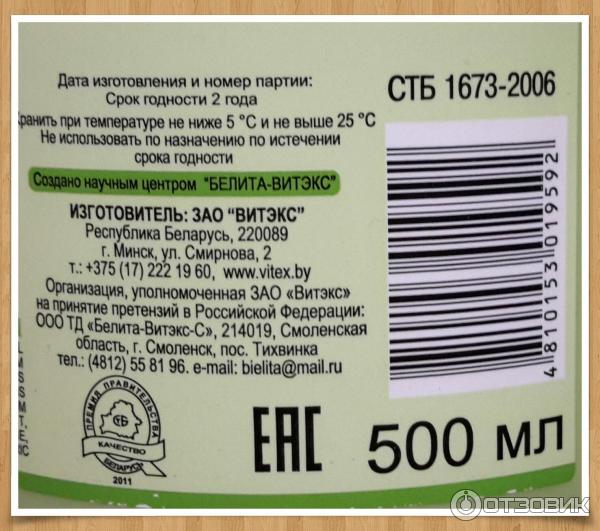 Дата изготовления и номер партии:
Срок годности 2 года
Хранить при температуре не ниже 5 °С и не выше 25 °С
Не использовать по назначению по истечении
срока годности
Создано научным центром "БЕЛИТА-ВИТЭКС"
ИЗГОТОВИТЕЛЬ: ЗАО "ВИТЭКС"
Республика Беларусь, 220089
г. Минск, ул. Смирнова, 2
т.: +375 (17) 222 19 60, www.vitex.by
Организация, уполномоченная ЗАО «Витэкс»
на принятие претензий в Российской Федерации:
ООО ТД «Белита-Витэкс-С», 214019, Смоленская
область, г. Смоленск, пос. Тихвинка
тел.: (4812) 55 81 96. e-mail: bielita@mail.ru
ПРЕМИЯ ПРАВИТЕЛЬСТВА
СТБ
КАЧЕСТВО
БЕЛАРУСЬ
2011
ЕАС
СТБ 1673-2006
4 810153 019592
500 мл
ОТЗОВИК